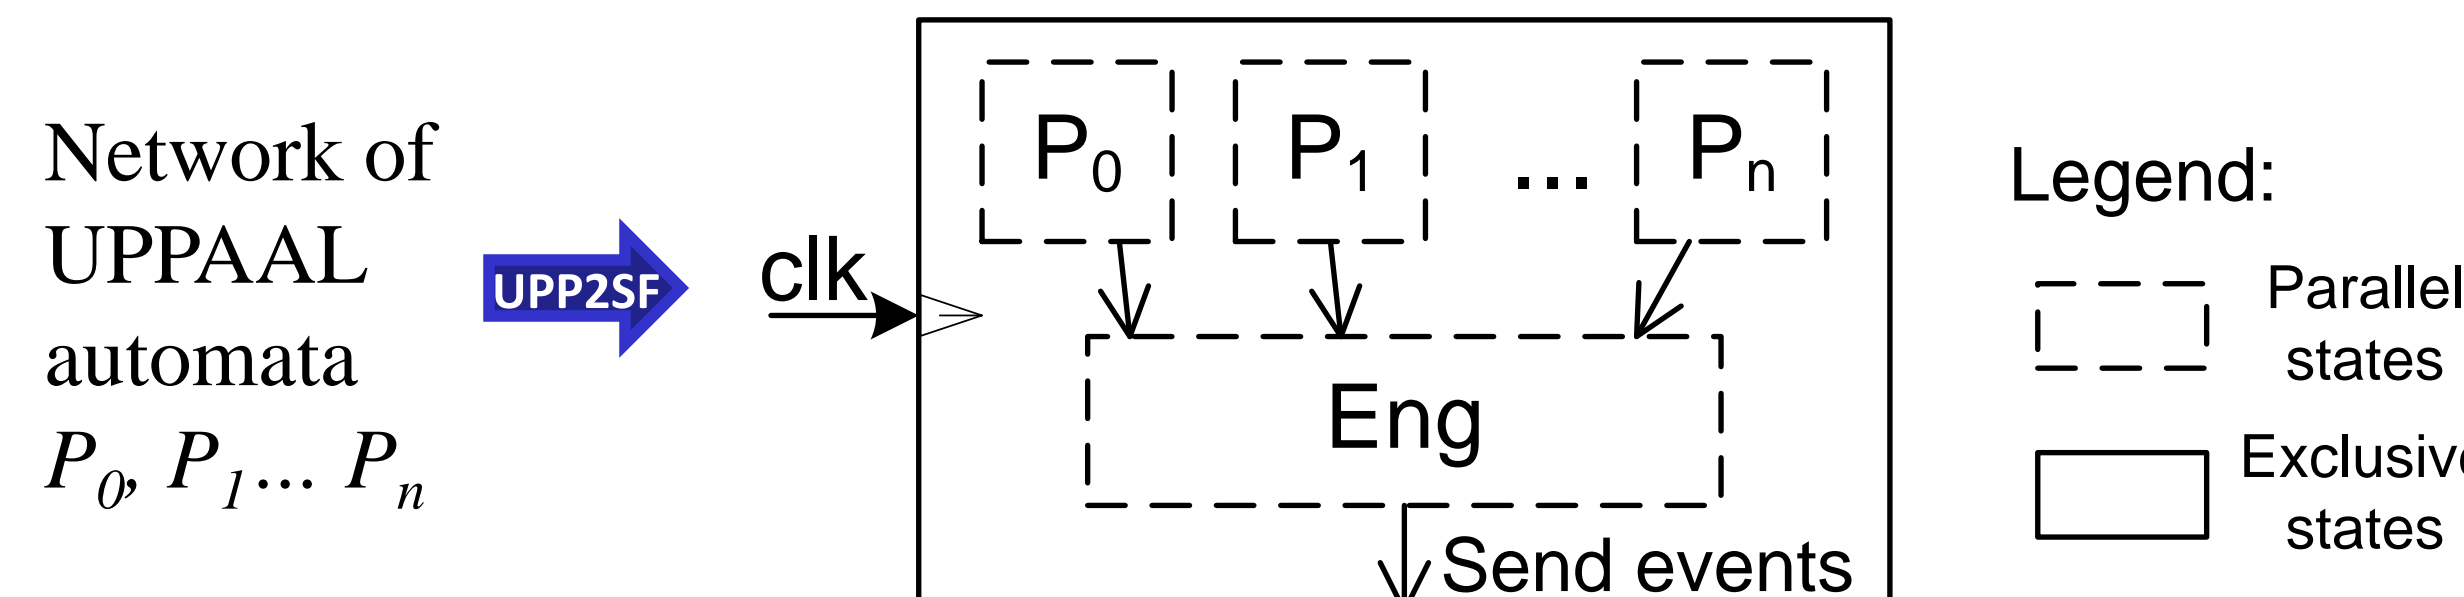 Network of
UPPAAL
automata
P0, P1... Pn
UPP2SF
clk
P0 P1 ... Pn
Eng
Send events
Legend:
Parallel
states
Exclusive
states